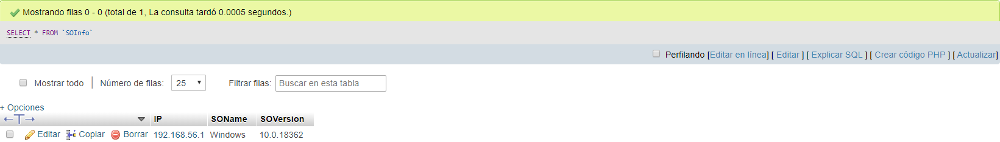 Mostrando filas 0 - 0 (total de 1, La consulta tardó 0.0005 segundos.)
SELECT * FROM `SOInfo`
Perfilando [Editar en línea] [ Editar ] [ Explicar SQL ] [ Crear código PHP ] [ Actualizar]
Mostrar todo Número de filas: 25 Filtrar filas: Buscar en esta tabla
+ Opciones
IP SOName SOVersion
Editar Copiar Borrar 192.168.56.1 Windows 10.0.18362